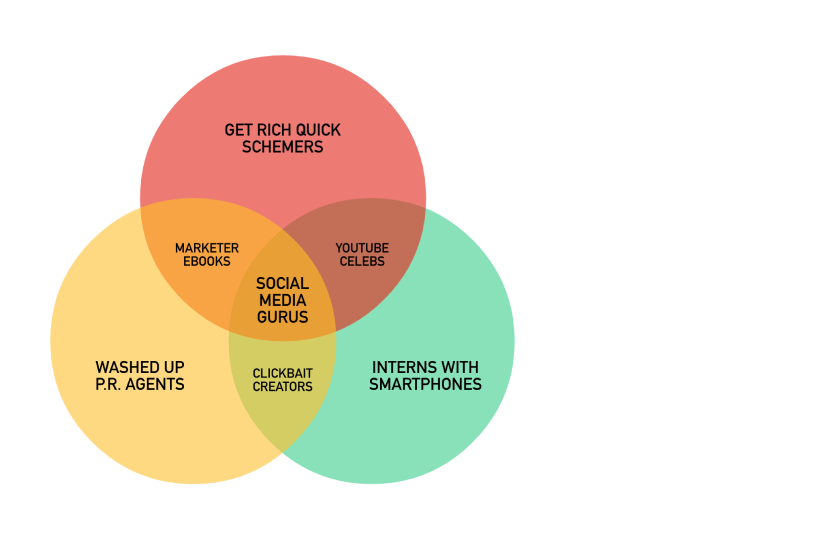 GET RICH QUICK
SCHEMERS
MARKETER
EBOOKS
YOUTUBE
CELEBS
SOCIAL
MEDIA
GURUS
WASHED UP
P.R. AGENTS
CLICKBAIT
CREATORS
INTERNS WITH
SMARTPHONES